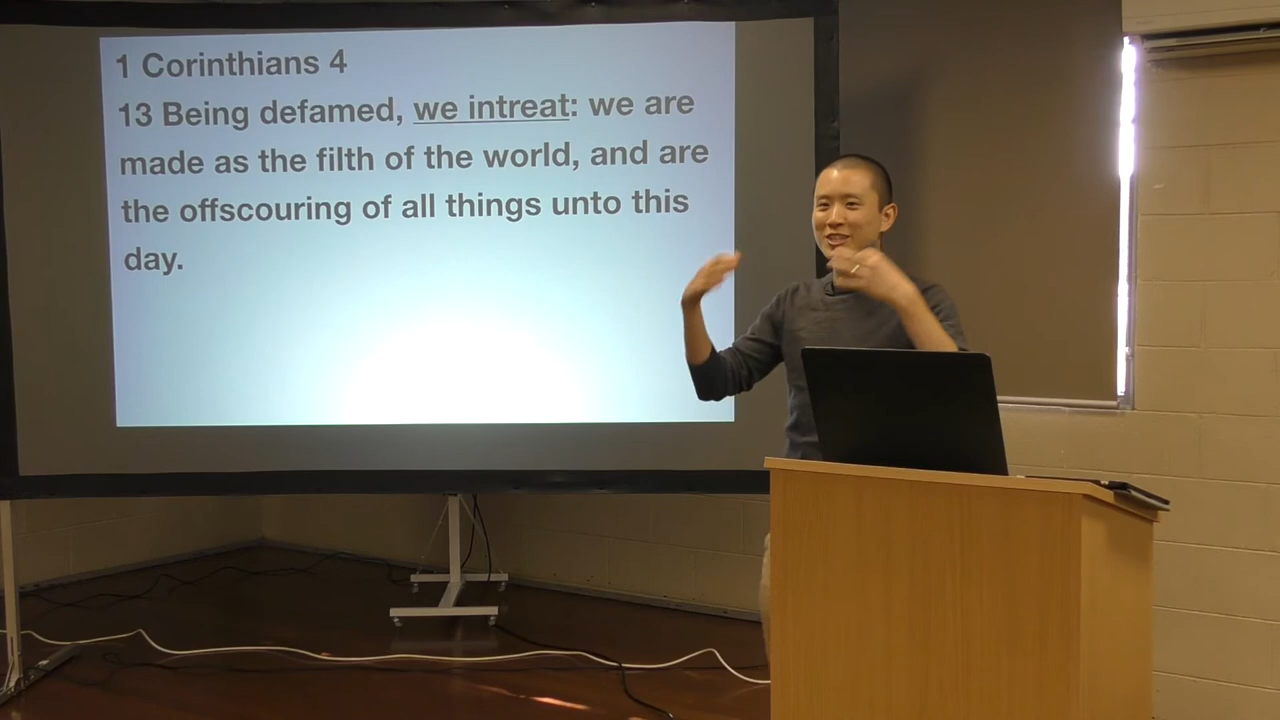 1 Corinthians 4
13 Being defamed, we intreat: we are
made as the filth of the world, and are
the offscouring of all things unto this
day.